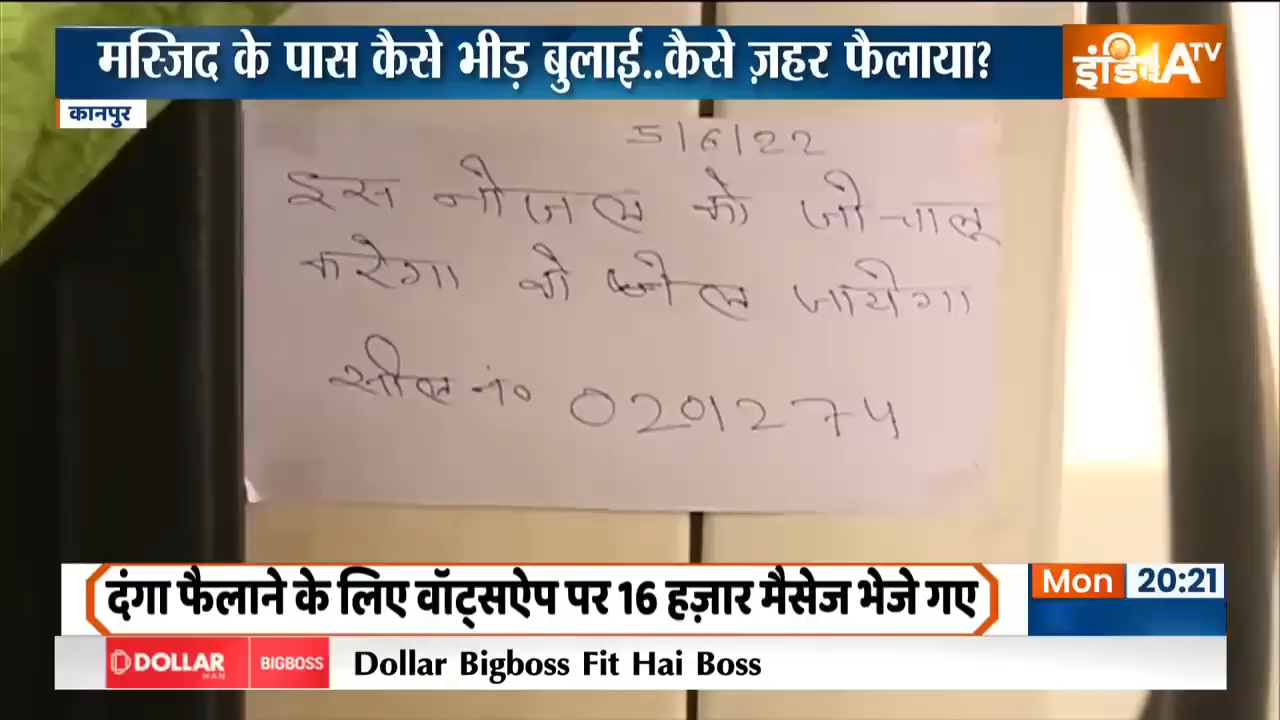 मस्जिद के पास कैसे भीड़ बुलाई..कैसे ज़हर फैलाया?
इंडिया TV
कानपुर
5/6/22
इस नोजल को जो चालू
करेगा वो जेल जायेगा
सील नं० 0201274
दंगा फैलाने के लिए वॉट्सऐप पर 16 हज़ार मैसेज भेजे गए
Mon 20:21
DOLLAR MAN BIGBOSS Dollar Bigboss Fit Hai Boss